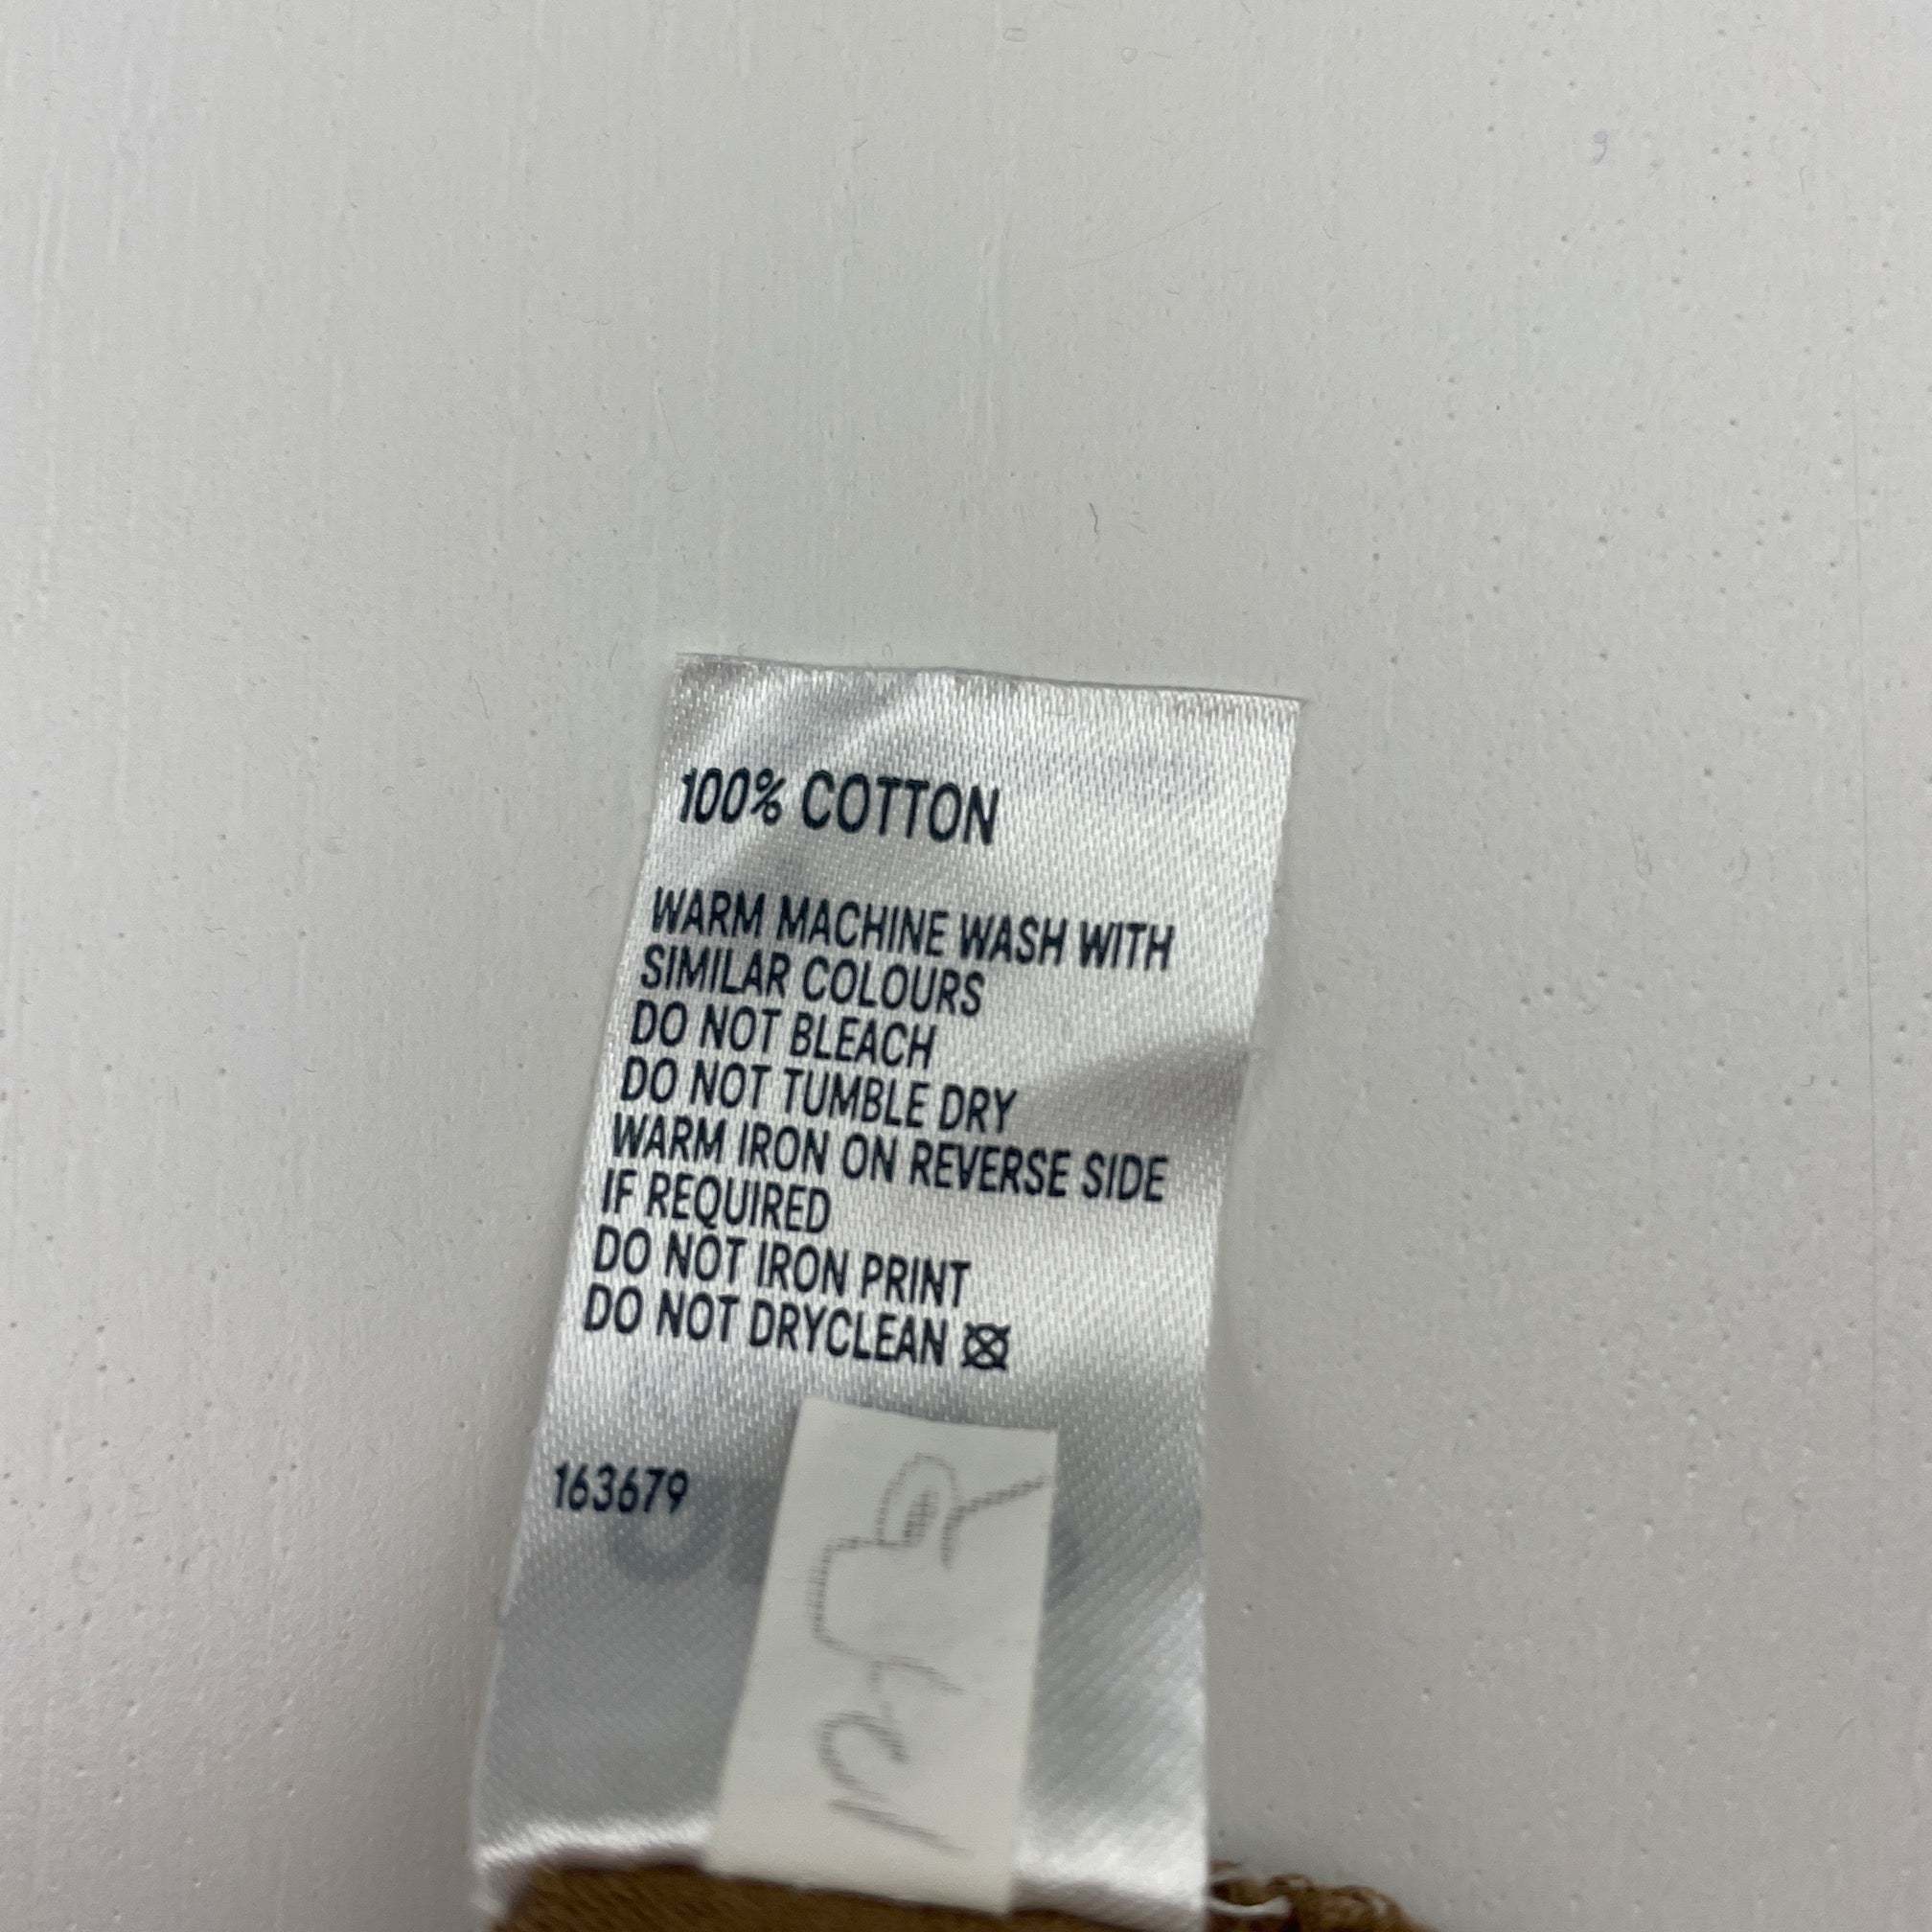 100% COTTON
WARM MACHINE WASH WITH
SIMILAR COLOURS
DO NOT BLEACH
DO NOT TUMBLE DRY
WARM IRON ON REVERSE SIDE
IF REQUIRED
DO NOT IRON PRINT
DO NOT DRYCLEAN
163679